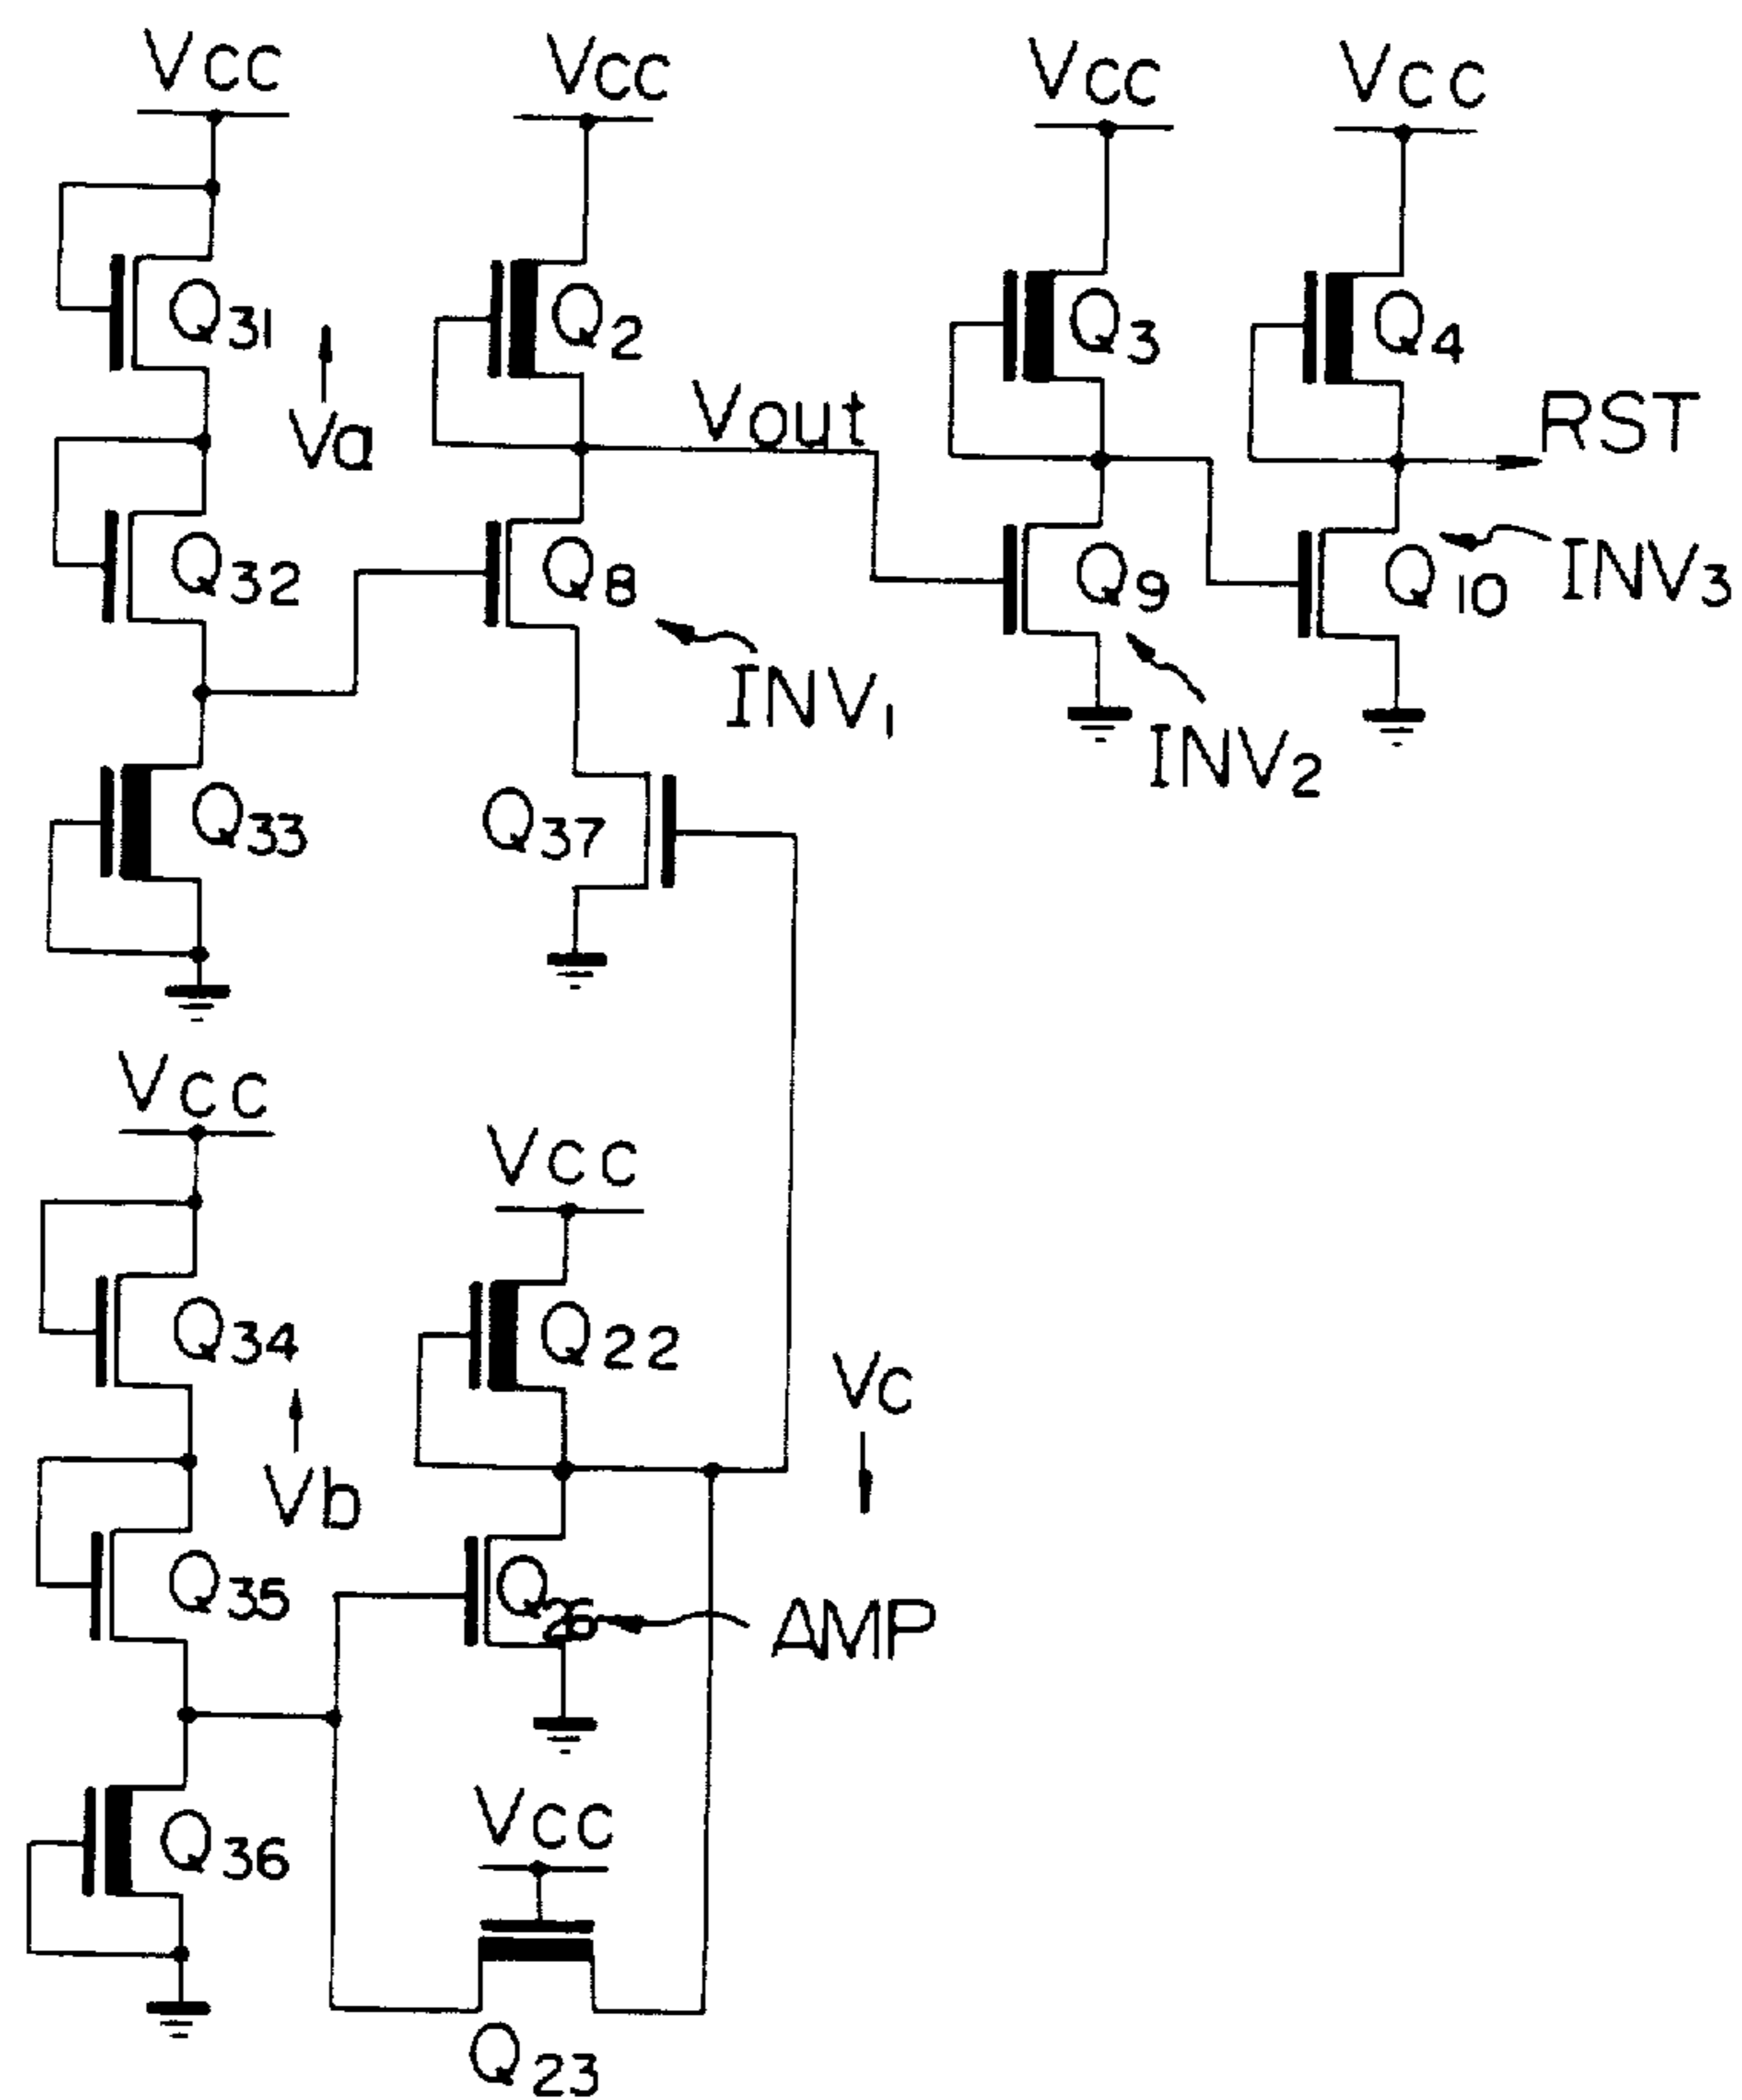 Vcc Vcc Vcc Vcc
Q31 Q2 Q3 Q4
Va Vout RST
Q32 Q8 Q9 Q10 INV3
INV1
INV2
Q33 Q37
Vcc
Vcc
Q34 Q22
Vb Vc
Q35 Q26 AMP
Vcc
Q36
Q23